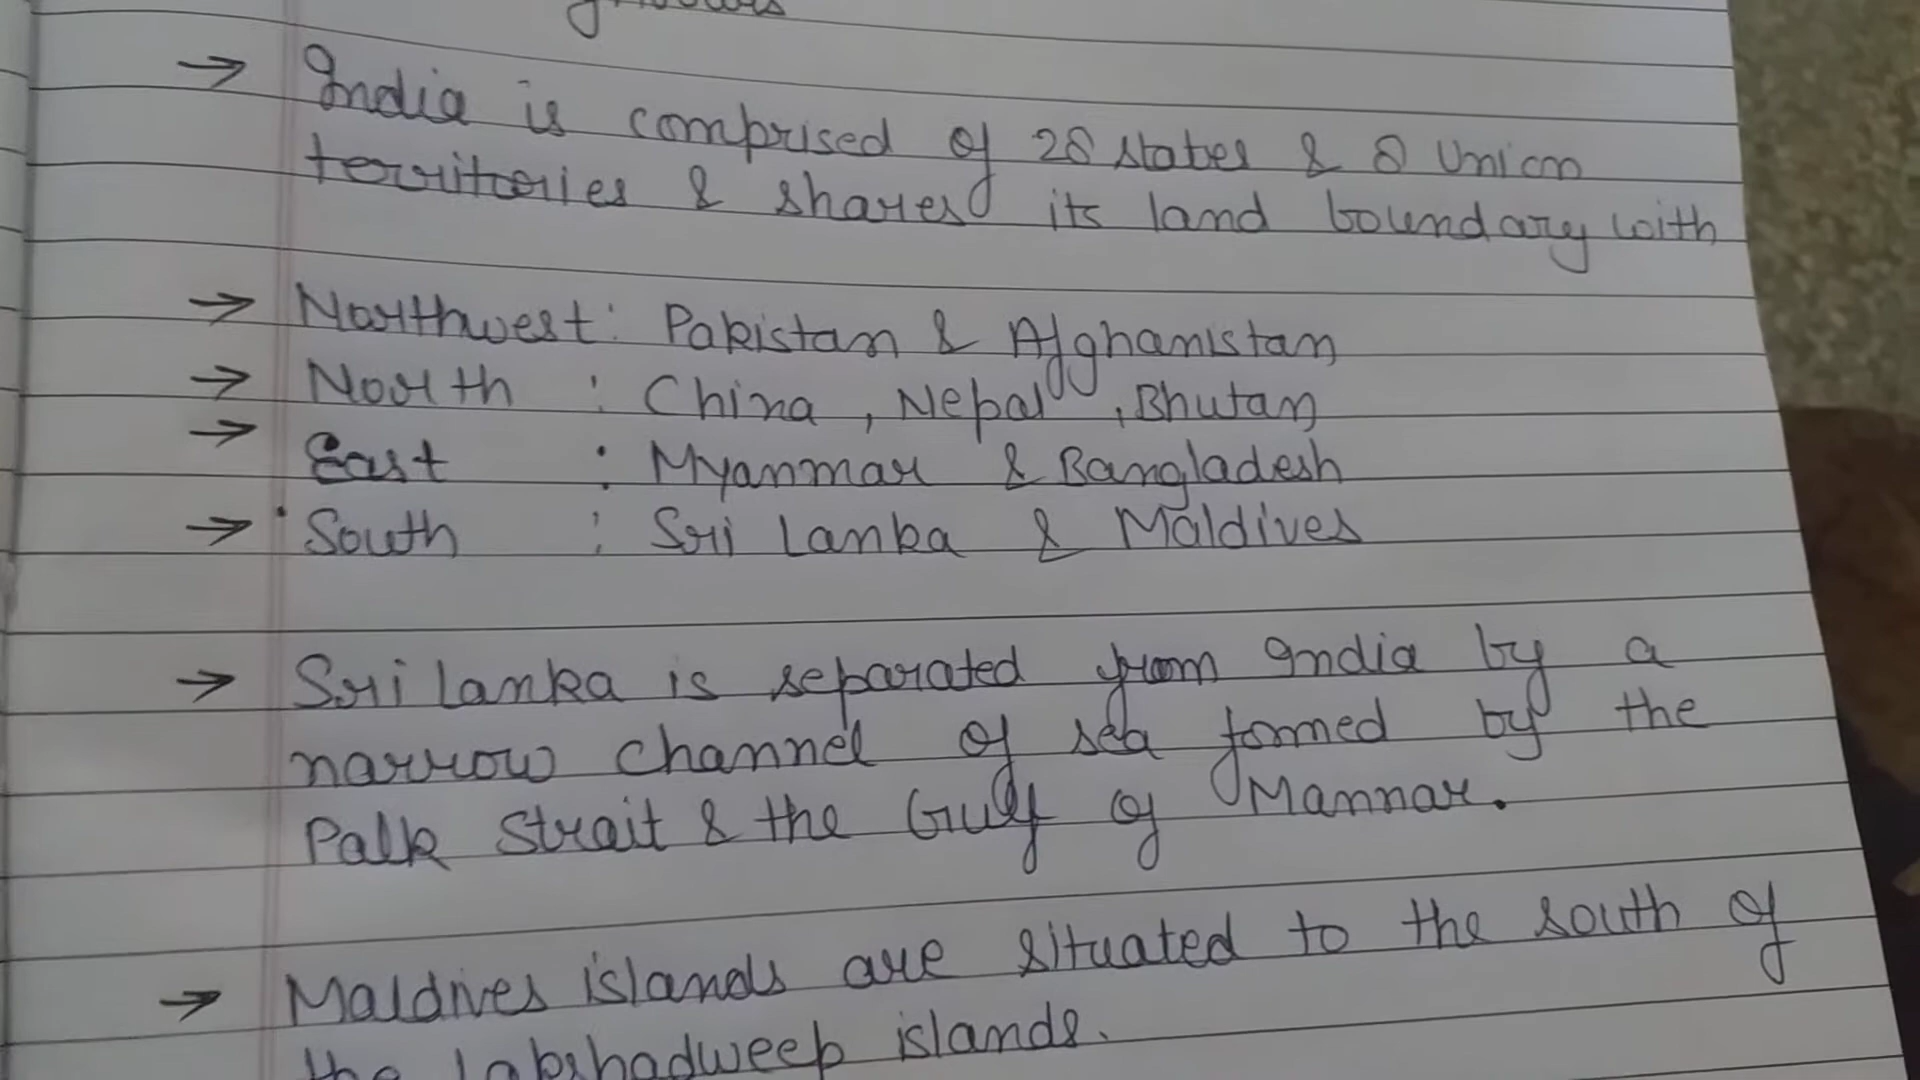 → India is comprised of 28 states & 8 Union
territories & shares its land boundary with
→ Northwest: Pakistan & Afghanistan
→ North : China, Nepal, Bhutan
→ East : Myanmar & Bangladesh
→ South : Sri Lanka & Maldives
→ Sri Lanka is separated from India by a
narrow channel of sea formed by the
Palk Strait & the Gulf of Mannar.
→ Maldives islands are situated to the south of
the Lakshadweep islands.